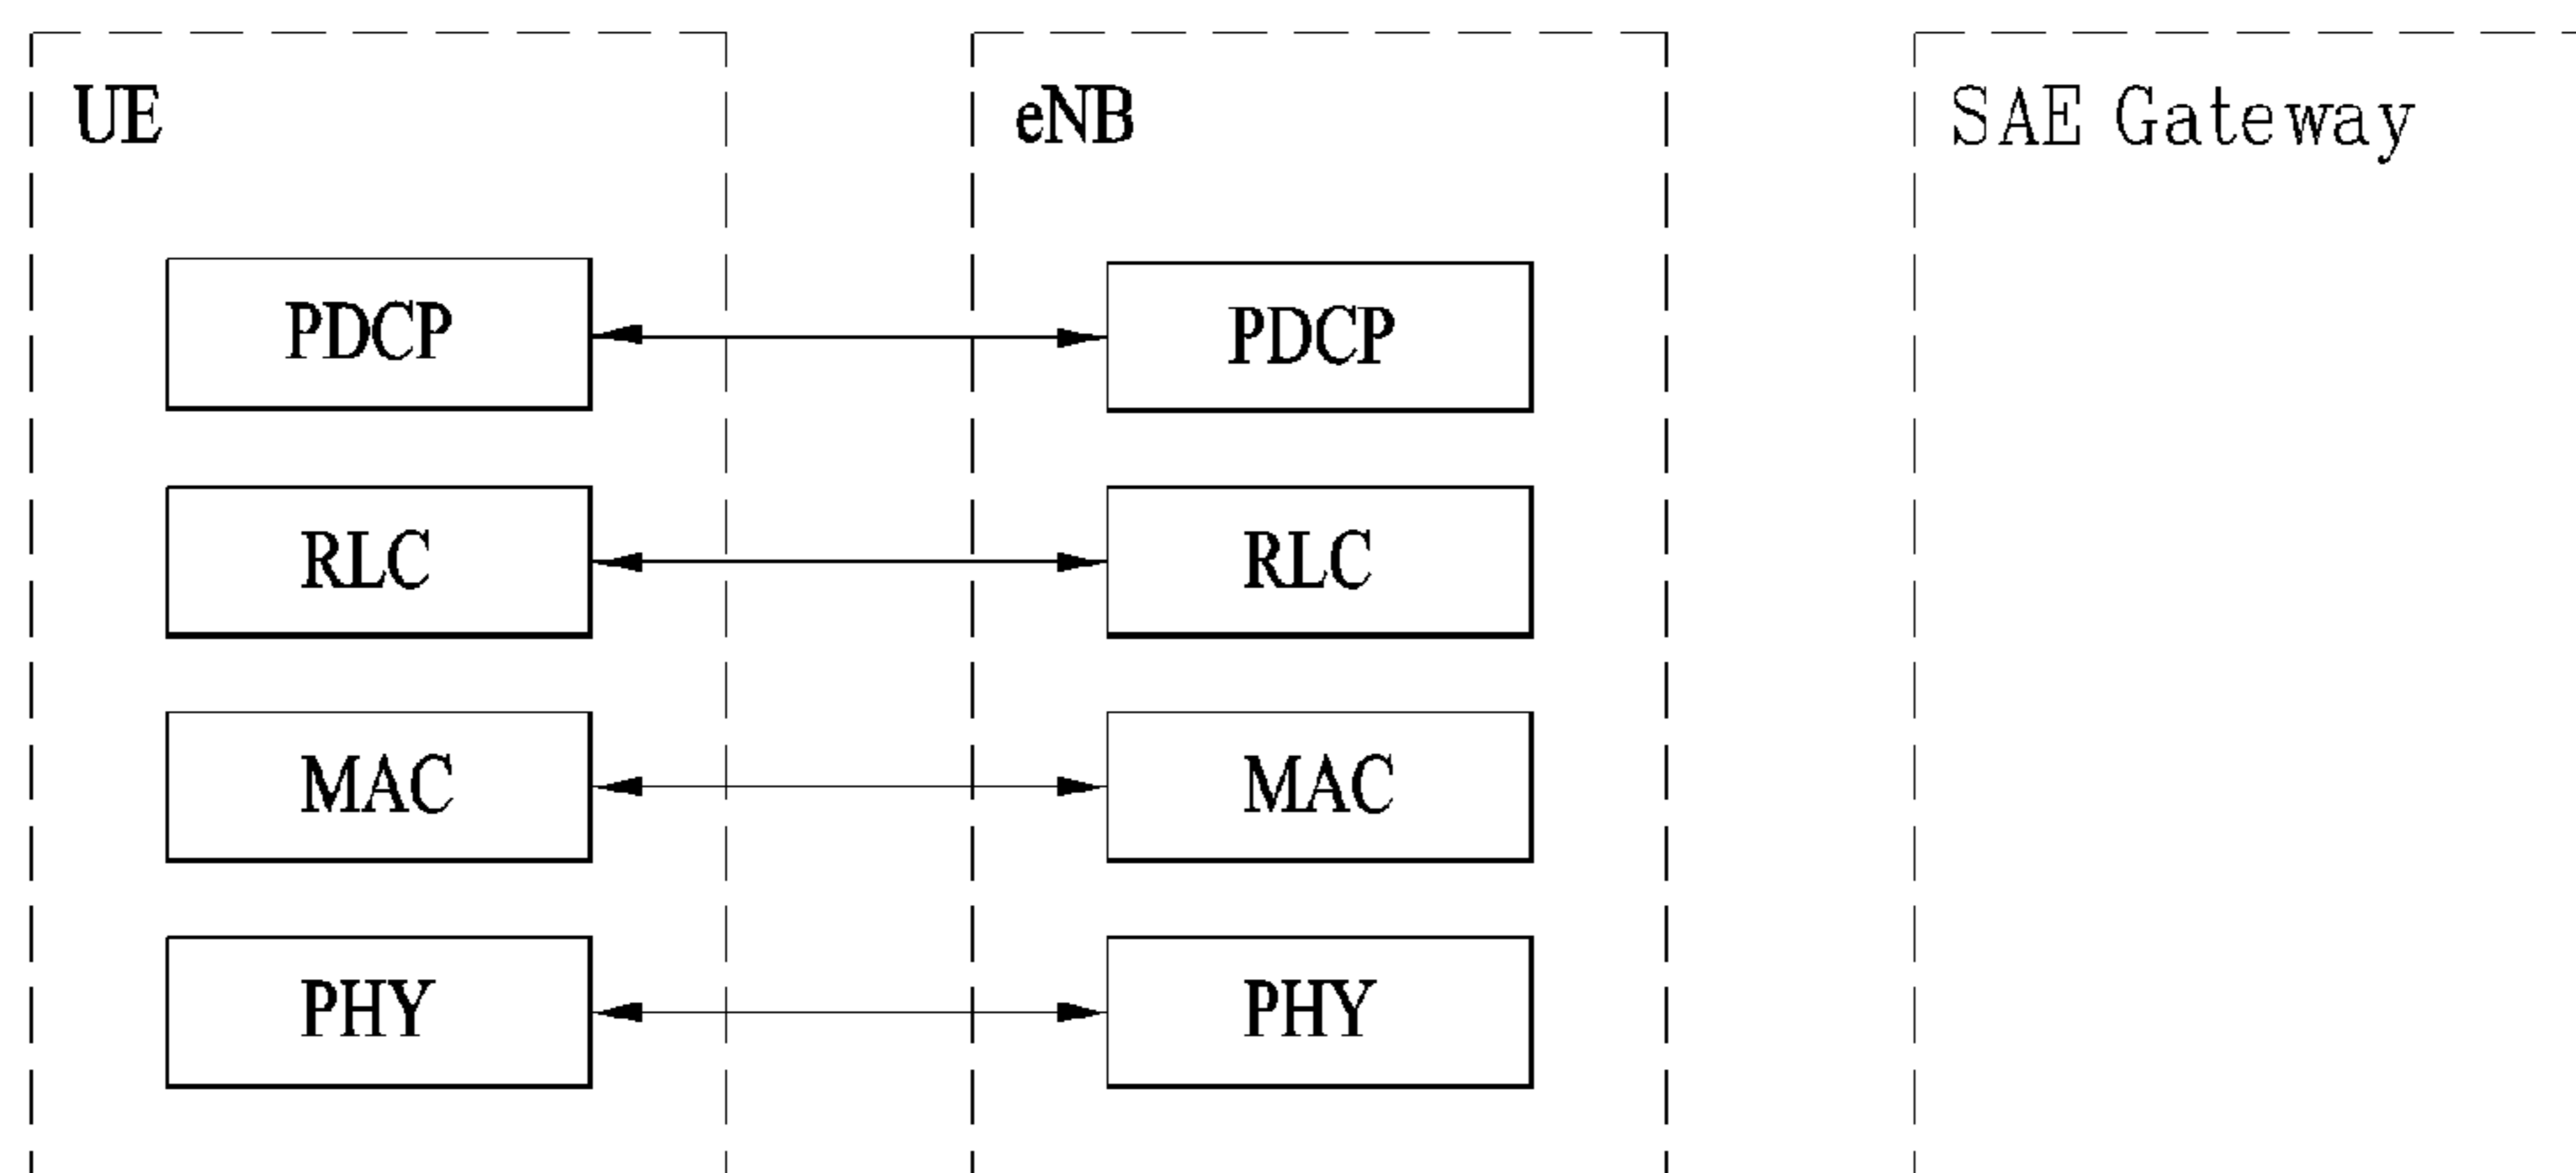 UE
eNB
SAE Gateway
PDCP
PDCP
RLC
RLC
MAC
MAC
PHY
PHY